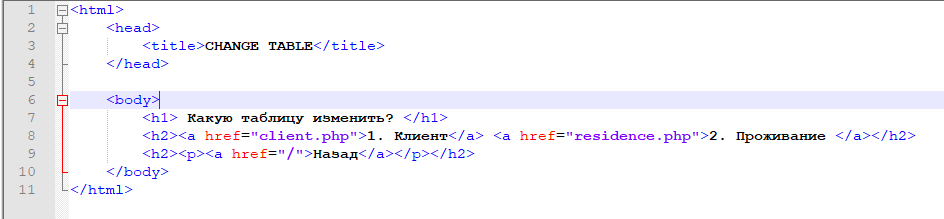 1 <html>
2 <head>
3 <title>CHANGE TABLE</title>
4 </head>
5
6 <body>
7 <h1> Какую таблицу изменить? </h1>
8 <h2><a href="client.php">1. Клиент</a> <a href="residence.php">2. Проживание </a></h2>
9 <h2><p><a href="/">Назад</a></p></h2>
10 </body>
11 </html>